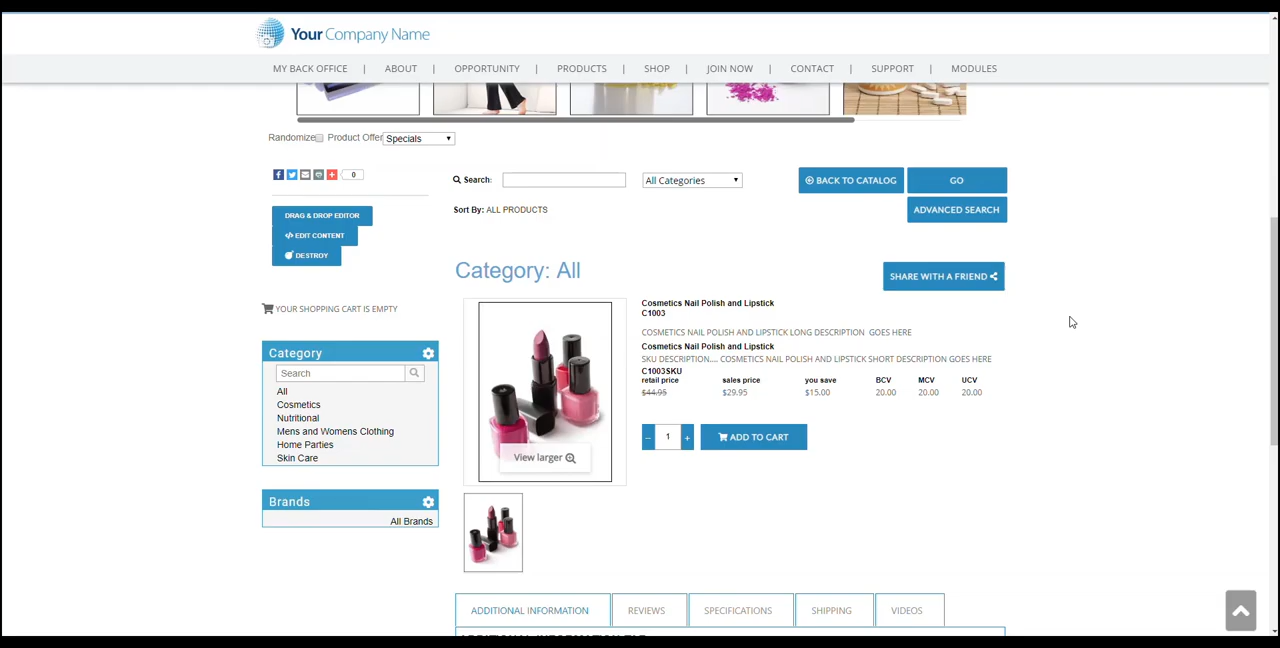 Your Company Name
MY BACK OFFICE | ABOUT | OPPORTUNITY | PRODUCTS | SHOP | JOIN NOW | CONTACT | SUPPORT | MODULES
Randomize Product Offer Specials
0
Search: All Categories BACK TO CATALOG GO
Sort By: ALL PRODUCTS ADVANCED SEARCH
DRAG & DROP EDITOR
EDIT CONTENT
DESTROY
Category: All
SHARE WITH A FRIEND
YOUR SHOPPING CART IS EMPTY
Category
Search
All
Cosmetics
Nutritional
Mens and Womens Clothing
Home Parties
Skin Care
Brands
All Brands
View larger
Cosmetics Nail Polish and Lipstick
C1003
COSMETICS NAIL POLISH AND LIPSTICK LONG DESCRIPTION GOES HERE
Cosmetics Nail Polish and Lipstick
SKU DESCRIPTION.... COSMETICS NAIL POLISH AND LIPSTICK SHORT DESCRIPTION GOES HERE
C1003SKU
retail price sales price you save BCV MCV UCV
$44.95 $29.95 $15.00 20.00 20.00 20.00
– 1 + ADD TO CART
ADDITIONAL INFORMATION REVIEWS SPECIFICATIONS SHIPPING VIDEOS